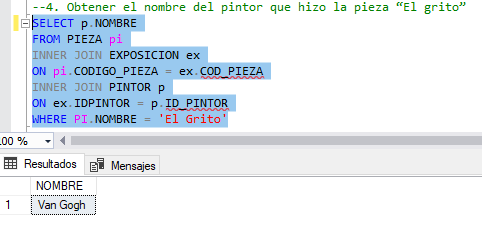 --4. Obtener el nombre del pintor que hizo la pieza “El grito”
SELECT p.NOMBRE
FROM PIEZA pi
INNER JOIN EXPOSICION ex
ON pi.CODIGO_PIEZA = ex.COD_PIEZA
INNER JOIN PINTOR p
ON ex.IDPINTOR = p.ID_PINTOR
WHERE PI.NOMBRE = 'El Grito'
00 %
Resultados Mensajes
NOMBRE
1 Van Gogh